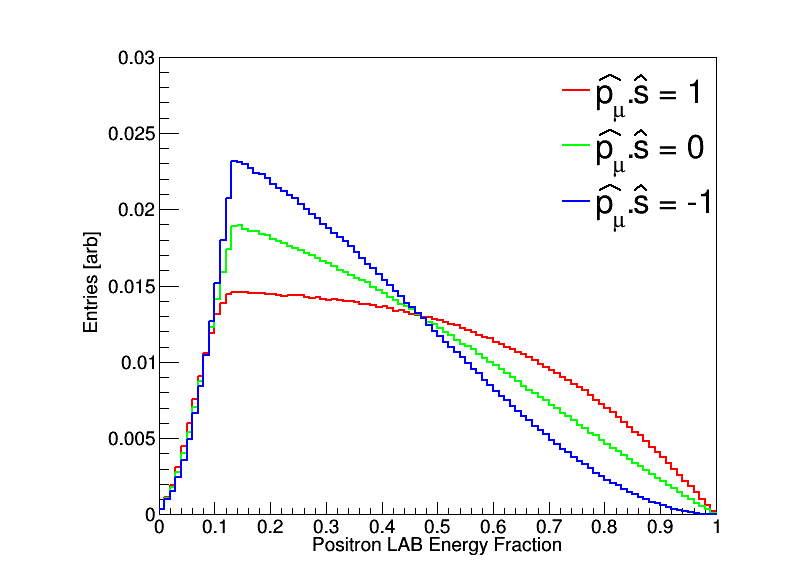 0.03
0.025
0.02
0.015
0.01
0.005
0
Entries [arb]
0 0.1 0.2 0.3 0.4 0.5 0.6 0.7 0.8 0.9 1
Positron LAB Energy Fraction
p̂μ.ŝ = 1
p̂μ.ŝ = 0
p̂μ.ŝ = -1